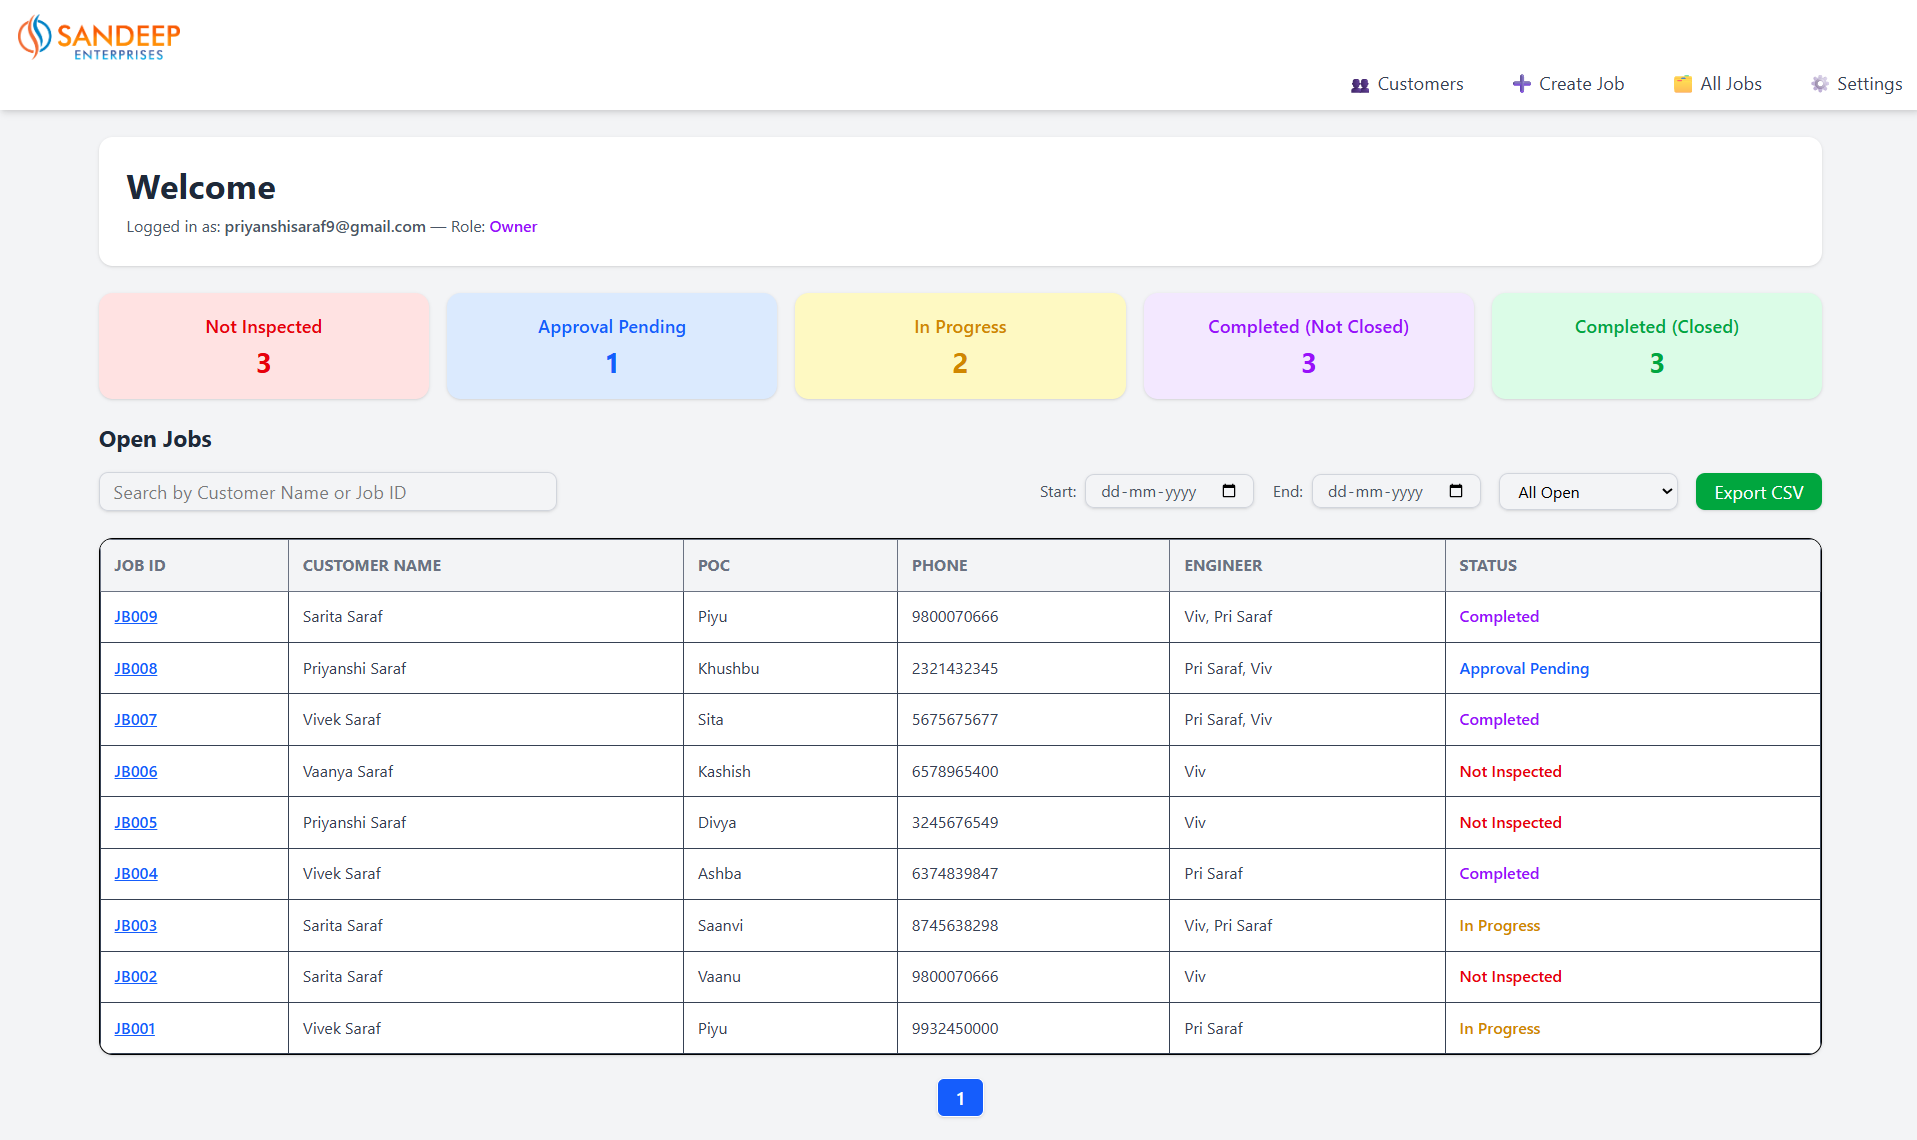 SANDEEP
ENTERPRISES
Customers Create Job All Jobs Settings
Welcome
Logged in as: priyanshisaraf9@gmail.com — Role: Owner
Not Inspected Approval Pending In Progress Completed (Not Closed) Completed (Closed)
3 1 2 3 3
Open Jobs
Search by Customer Name or Job ID Start: dd-mm-yyyy End: dd-mm-yyyy All Open Export CSV
JOB ID CUSTOMER NAME POC PHONE ENGINEER STATUS
JB009 Sarita Saraf Piyu 9800070666 Viv, Pri Saraf Completed
JB008 Priyanshi Saraf Khushbu 2321432345 Pri Saraf, Viv Approval Pending
JB007 Vivek Saraf Sita 5675675677 Pri Saraf, Viv Completed
JB006 Vaanya Saraf Kashish 6578965400 Viv Not Inspected
JB005 Priyanshi Saraf Divya 3245676549 Viv Not Inspected
JB004 Vivek Saraf Ashba 6374839847 Pri Saraf Completed
JB003 Sarita Saraf Saanvi 8745638298 Viv, Pri Saraf In Progress
JB002 Sarita Saraf Vaanu 9800070666 Viv Not Inspected
JB001 Vivek Saraf Piyu 9932450000 Pri Saraf In Progress
1